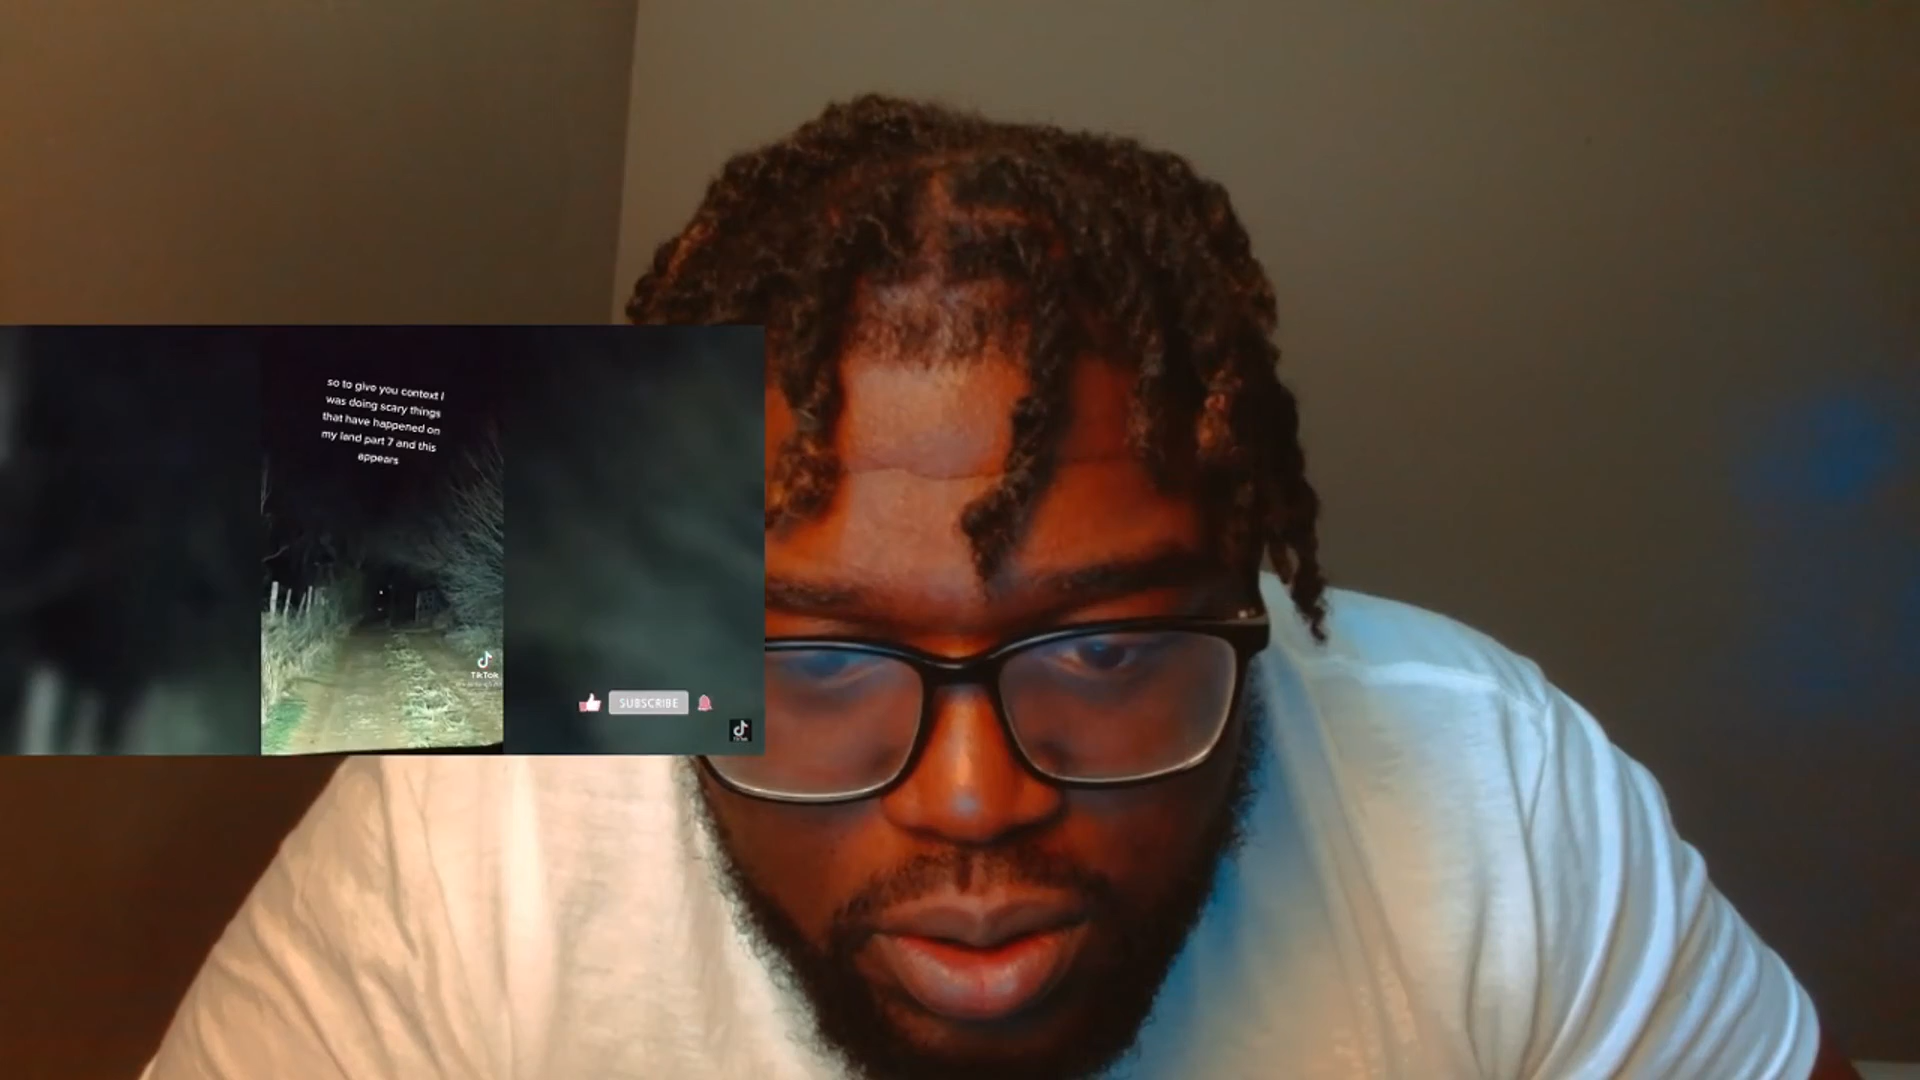 so to give you context I
was doing scary things
that have happened on
my land part 7 and this
appears
TikTok
SUBSCRIBE